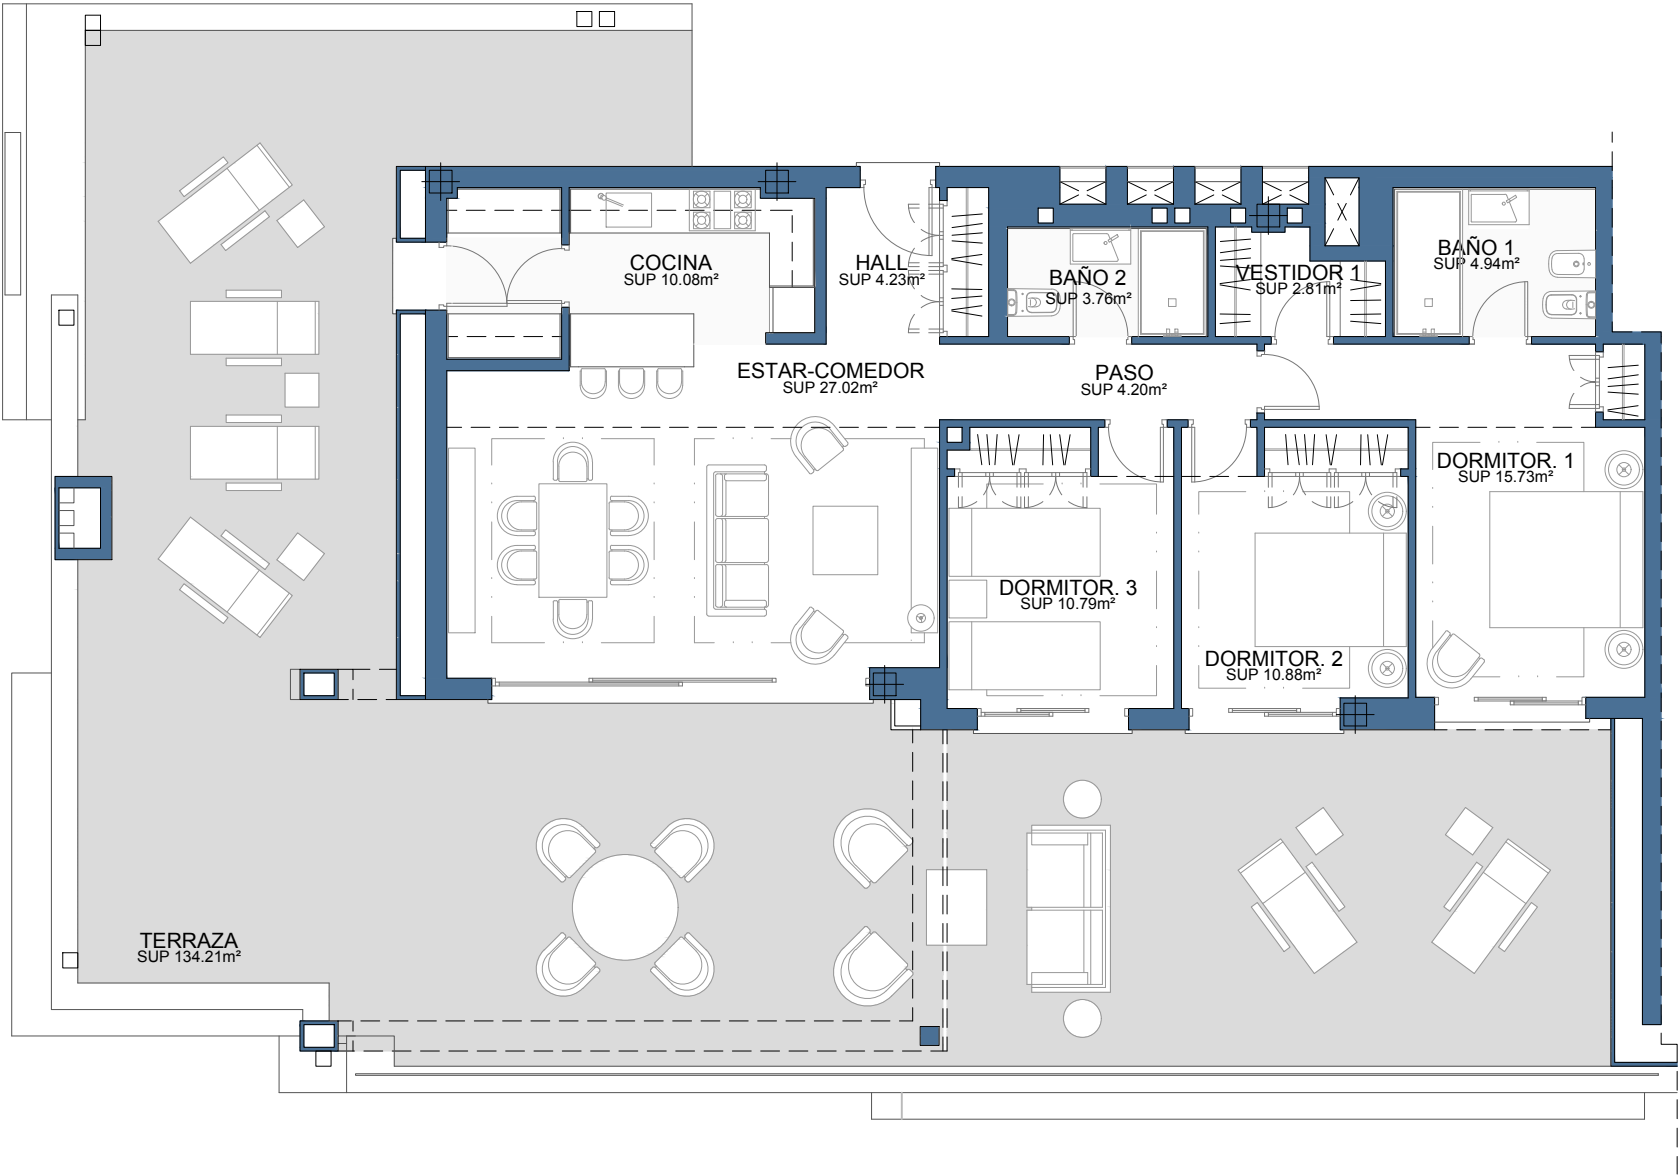 COCINA
SUP 10.08m²
HALL
SUP 4.23m²
BAÑO 2
SUP 3.76m²
VESTIDOR 1
SUP 2.81m²
BAÑO 1
SUP 4.94m²
ESTAR-COMEDOR
SUP 27.02m²
PASO
SUP 4.20m²
DORMITOR. 1
SUP 15.73m²
DORMITOR. 3
SUP 10.79m²
DORMITOR. 2
SUP 10.88m²
TERRAZA
SUP 134.21m²